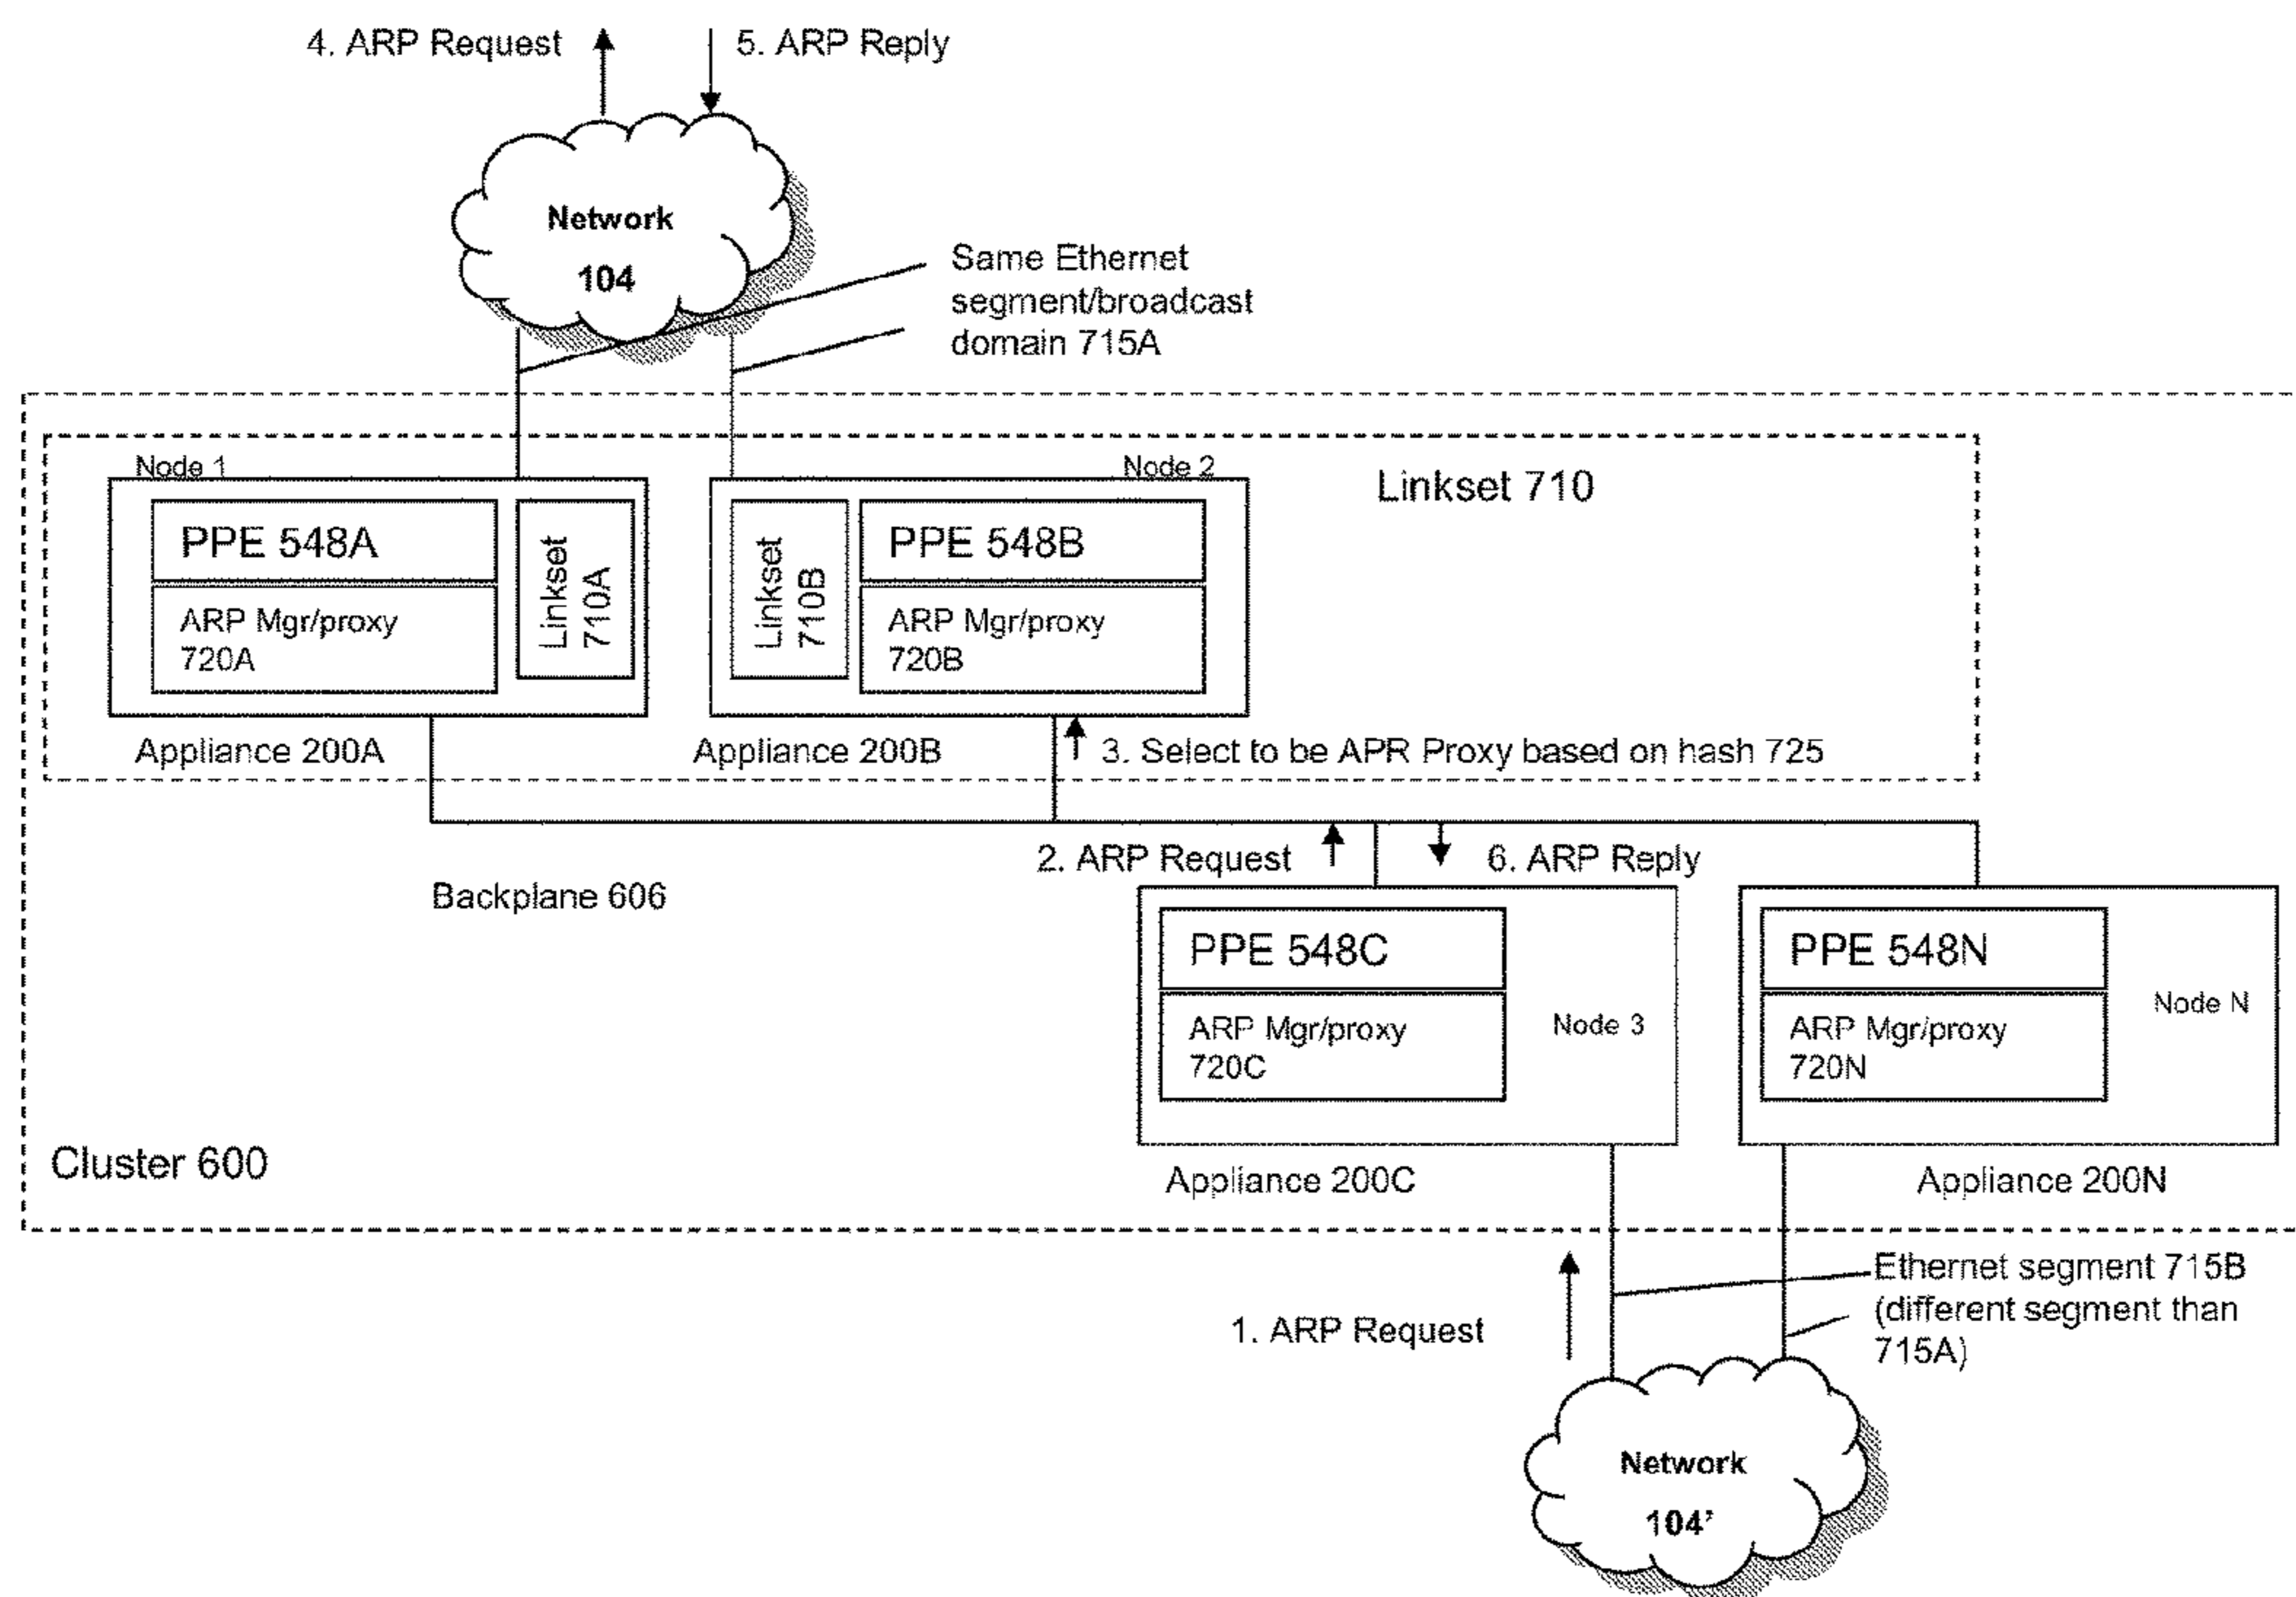 4. ARP Request
5. ARP Reply
Network
104
Same Ethernet
segment/broadcast
domain 715A
Node 1
Node 2
Linkset 710
PPE 548A
ARP Mgr/proxy
720A
Linkset
710A
Linkset
710B
PPE 548B
ARP Mgr/proxy
720B
Appliance 200A
Appliance 200B
3. Select to be APR Proxy based on hash 725
2. ARP Request
6. ARP Reply
Backplane 606
PPE 548C
ARP Mgr/proxy
720C
Node 3
PPE 548N
ARP Mgr/proxy
720N
Node N
Cluster 600
Appliance 200C
Appliance 200N
1. ARP Request
Ethernet segment 715B
(different segment than
715A)
Network
104'